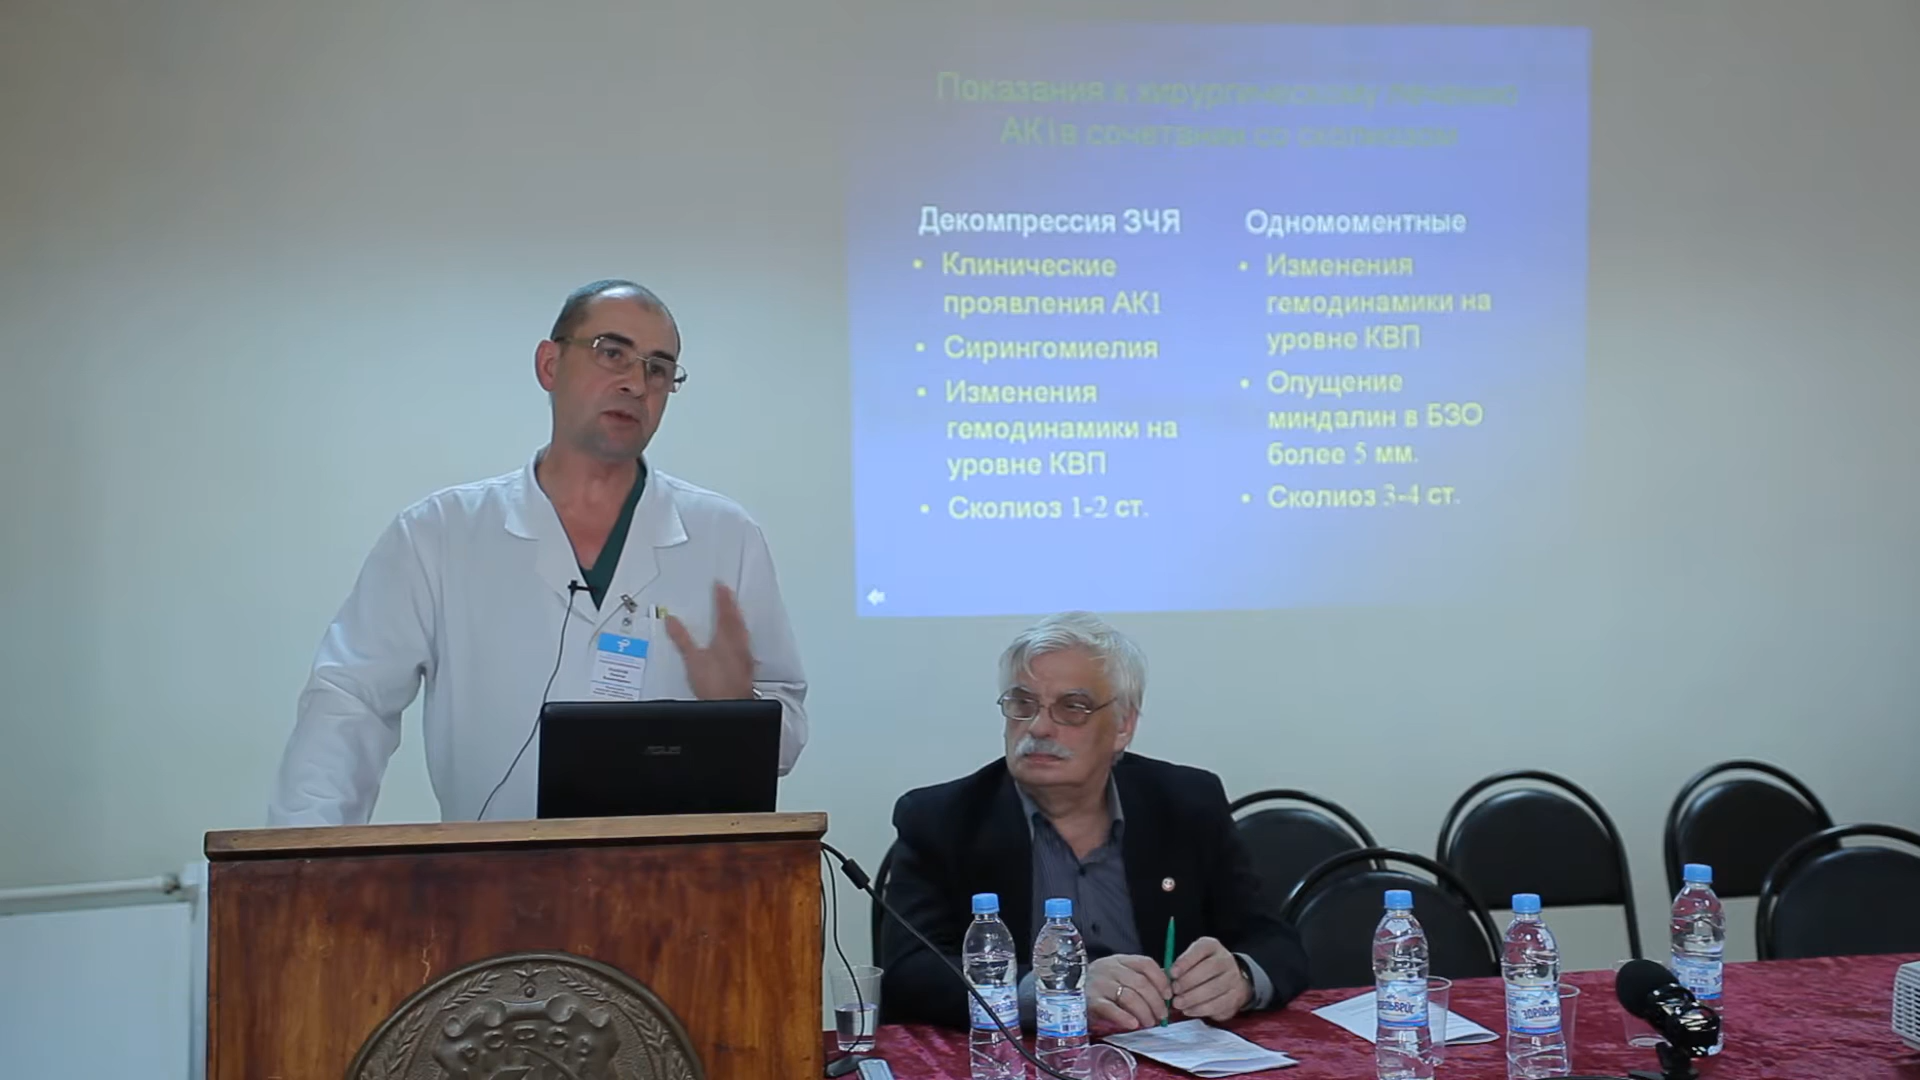 Показания к хирургическому лечению
АК1в сочетании со сколиозом
Декомпрессия ЗЧЯ
• Клинические
проявления АК1
• Сирингомиелия
• Изменения
гемодинамики на
уровне КВП
• Сколиоз 1-2 ст.
Одномоментные
• Изменения
гемодинамики на
уровне КВП
• Опущение
миндалин в БЗО
более 5 мм.
• Сколиоз 3-4 ст.
ASUS
ЭДЕЛЬВЕЙС